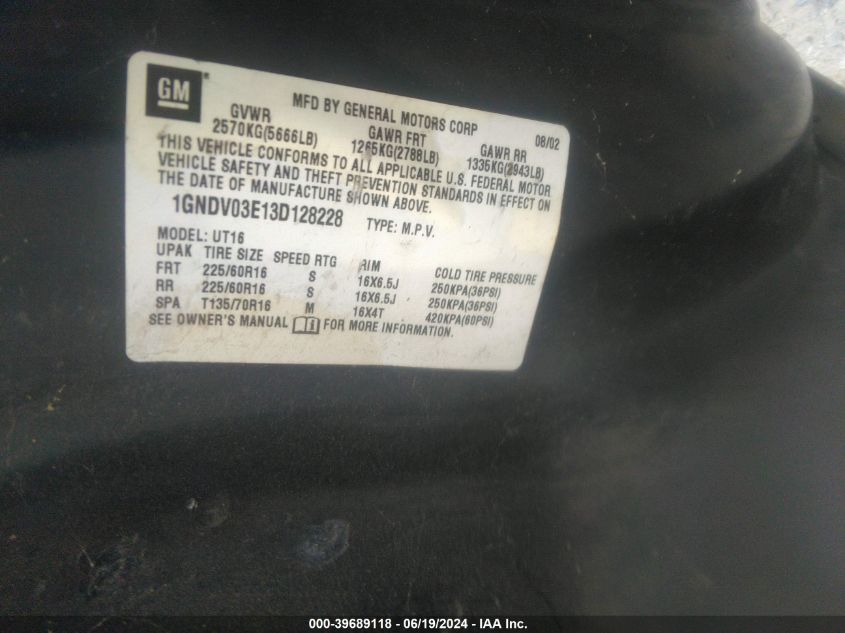 GM
MFD BY GENERAL MOTORS CORP 08/02
GVWR GAWR FRT GAWR RR
2570KG(5666LB) 1265KG(2788LB) 1335KG(2943LB)
THIS VEHICLE CONFORMS TO ALL APPLICABLE U.S. FEDERAL MOTOR
VEHICLE SAFETY AND THEFT PREVENTION STANDARDS IN EFFECT ON
THE DATE OF MANUFACTURE SHOWN ABOVE.
1GNDV03E13D128228 TYPE: M.P.V.
MODEL: UT16
UPAK TIRE SIZE SPEED RTG RIM COLD TIRE PRESSURE
FRT 225/60R16 S 16X6.5J 250KPA(36PSI)
RR 225/60R16 S 16X6.5J 250KPA(36PSI)
SPA T135/70R16 M 16X4T 420KPA(60PSI)
SEE OWNER'S MANUAL FOR MORE INFORMATION.
000-39689118 - 06/19/2024 - IAA Inc.